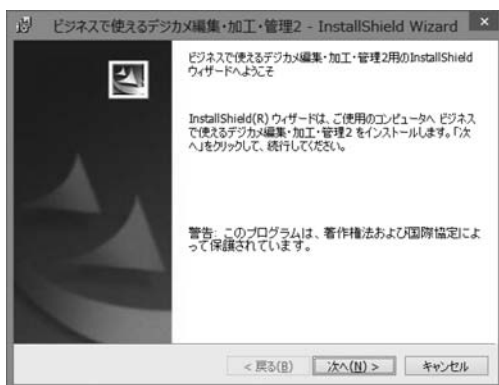 ビジネスで使えるデジカメ編集・加工・管理2 - InstallShield Wizard
ビジネスで使えるデジカメ編集・加工・管理2用のInstallShield
ウィザードへようこそ
InstallShield(R) ウィザードは、ご使用のコンピュータへ ビジネス
で使えるデジカメ編集・加工・管理2 をインストールします。「次
へ」をクリックして、続行してください。
警告: このプログラムは、著作権法および国際協定によ
って保護されています。
< 戻る(B)
次へ(N) >
キャンセル